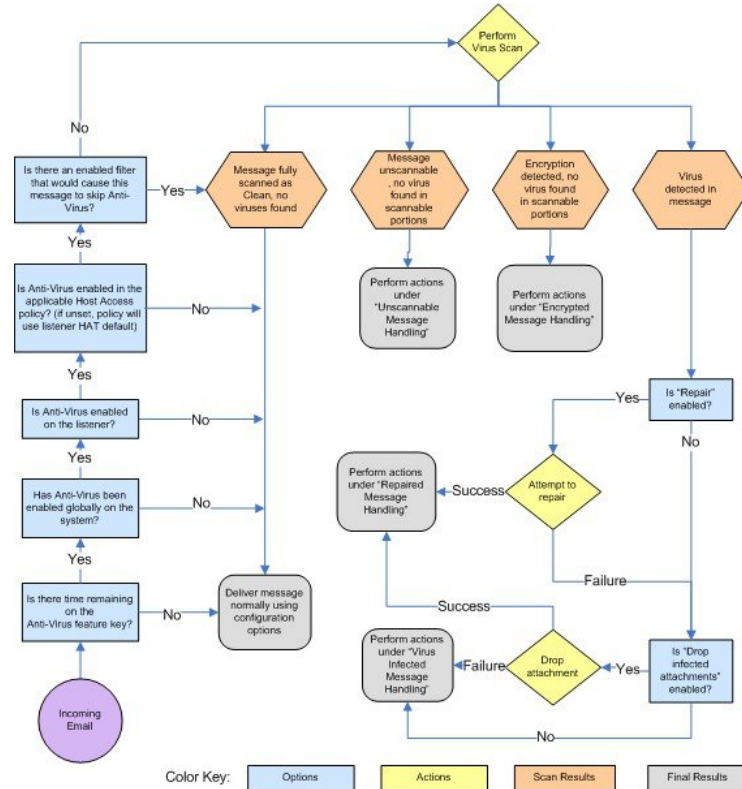 Perform
Virus Scan
No
Is there an enabled filter
that would cause this
message to skip Anti-
Virus?
Yes
Message fully
scanned as
Clean, no
viruses found
Message
unscannable
, no virus
found in
scannable
portions
Encryption
detected, no
virus found
in scannable
portions
Virus
detected in
message
Yes
Is Anti-Virus enabled in the
applicable Host Access
policy? (if unset, policy will
use listener HAT default)
No
Perform actions
under
"Unscannable
Message
Handling"
Perform actions
under "Encrypted
Message Handling"
Yes
Is Anti-Virus enabled
on the listener?
No
Is "Repair"
enabled?
Yes
No
Yes
Has Anti-Virus been
enabled globally on the
system?
No
Perform actions
under "Repaired
Message
Handling"
Success
Attempt to
repair
Failure
Yes
Is there time remaining
on the
Anti-Virus feature key?
No
Deliver message
normally using
configuration
options
Success
Perform actions
under "Virus
Infected
Message
Handling"
Failure
Drop
attachment
Yes
Is "Drop
infected
attachments"
enabled?
No
Incoming
Email
Color Key:
Options
Actions
Scan Results
Final Results